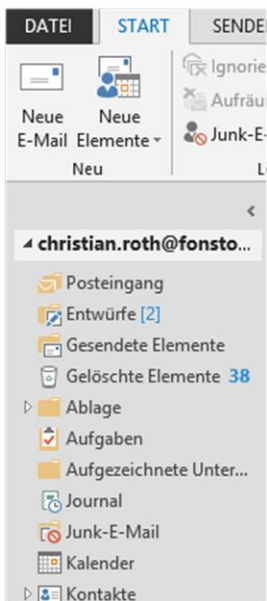 DATEI START SENDE
Neue E-Mail
Neue Elemente
Ignorie
Aufräu
Junk-E-
Neu
christian.roth@fonsto...
Posteingang
Entwürfe [2]
Gesendete Elemente
Gelöschte Elemente 38
Ablage
Aufgaben
Aufgezeichnete Unter...
Journal
Junk-E-Mail
Kalender
Kontakte